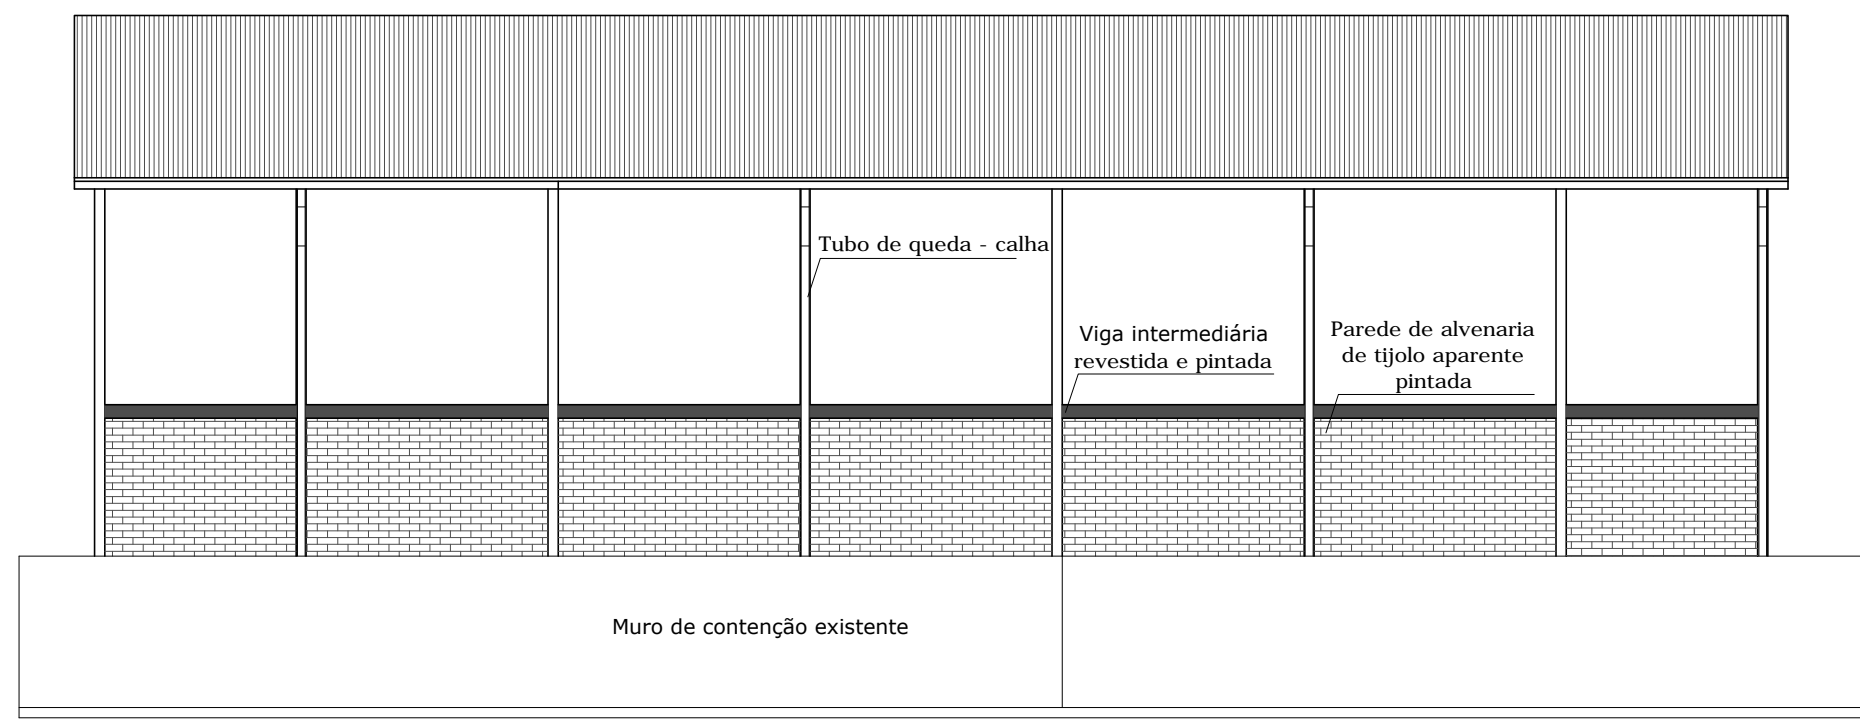 Tubo de queda - calha
Viga intermediária
revestida e pintada
Parede de alvenaria
de tijolo aparente
pintada
Muro de contenção existente